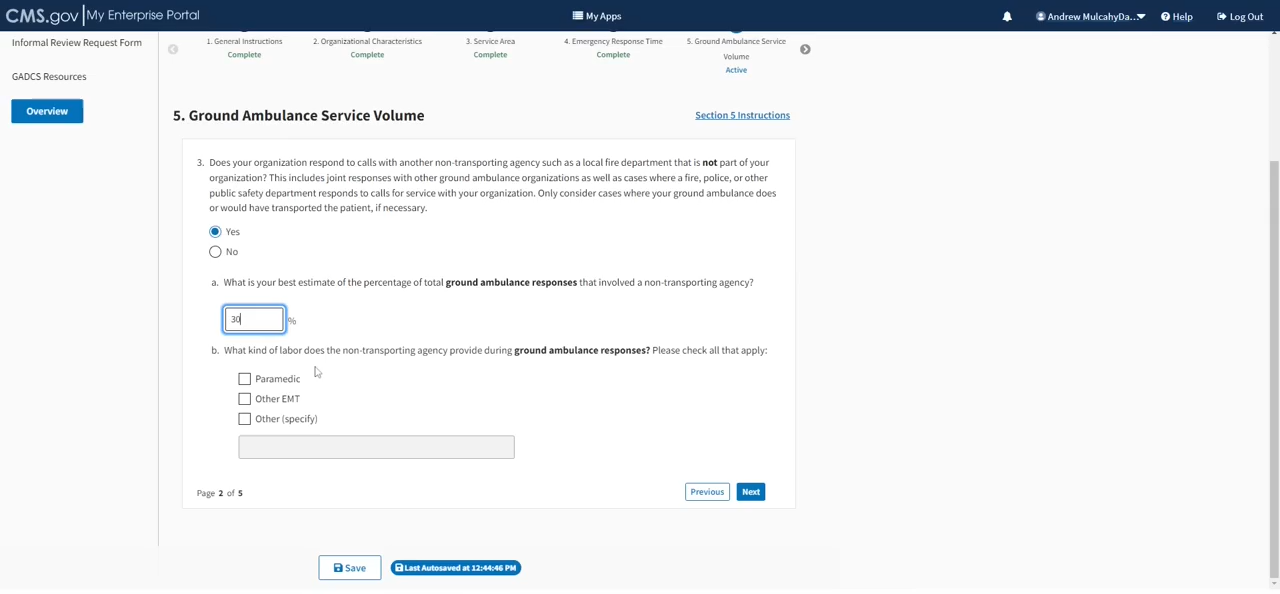 CMS.gov My Enterprise Portal
My Apps
Andrew MulcahyDa...
Help
Log Out
Informal Review Request Form
GADCS Resources
Overview
1. General Instructions
Complete
2. Organizational Characteristics
Complete
3. Service Area
Complete
4. Emergency Response Time
Complete
5. Ground Ambulance Service
Volume
Active
5. Ground Ambulance Service Volume
Section 5 Instructions
3. Does your organization respond to calls with another non-transporting agency such as a local fire department that is not part of your
organization? This includes joint responses with other ground ambulance organizations as well as cases where a fire, police, or other
public safety department responds to calls for service with your organization. Only consider cases where your ground ambulance does
or would have transported the patient, if necessary.
Yes
No
a. What is your best estimate of the percentage of total ground ambulance responses that involved a non-transporting agency?
30
%
b. What kind of labor does the non-transporting agency provide during ground ambulance responses? Please check all that apply:
Paramedic
Other EMT
Other (specify)
Page 2 of 5
Previous
Next
Save
Last Autosaved at 12:44:46 PM